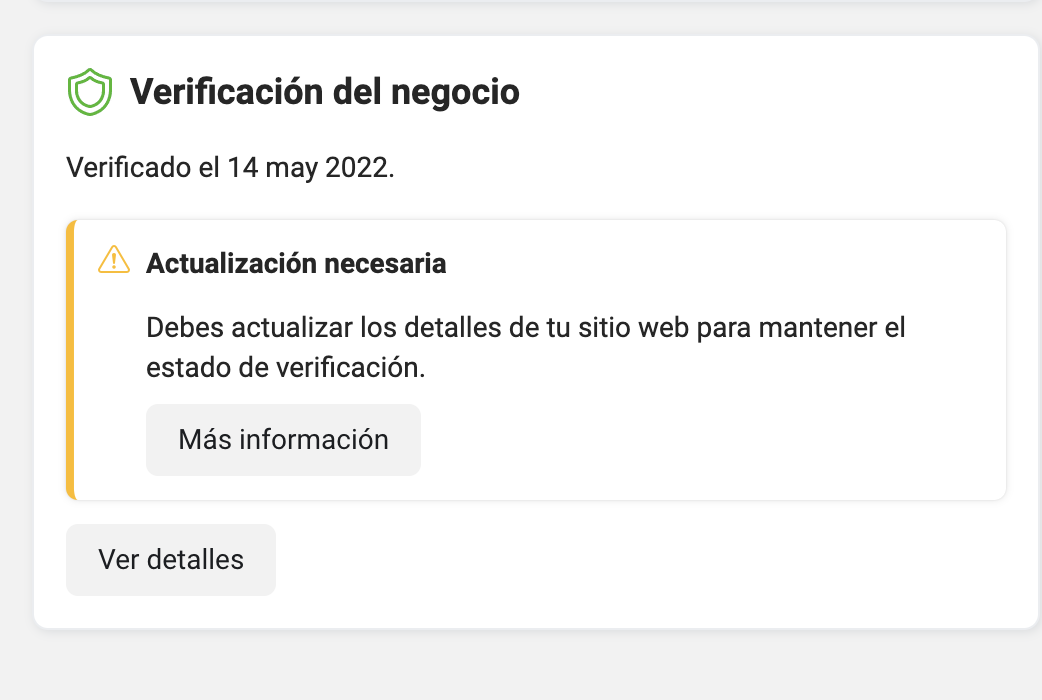 Verificación del negocio
Verificado el 14 may 2022.
Actualización necesaria
Debes actualizar los detalles de tu sitio web para mantener el
estado de verificación.
Más información
Ver detalles